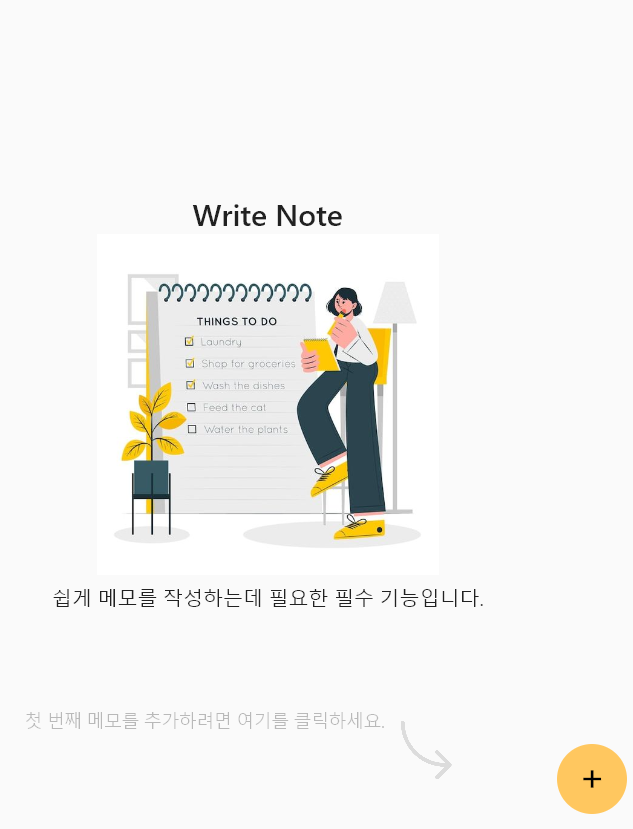 Write Note
THINGS TO DO
Laundry
Shop for groceries
Wash the dishes
Feed the cat
Water the plants
쉽게 메모를 작성하는데 필요한 필수 기능입니다.
첫 번째 메모를 추가하려면 여기를 클릭하세요.
+